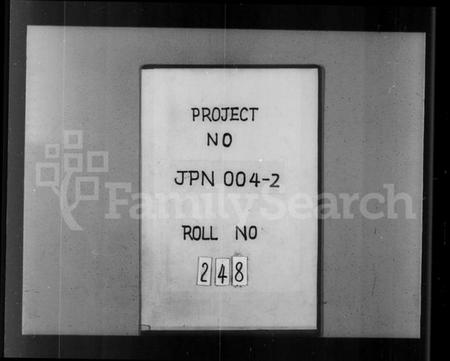 PROJECT
NO
JPN 004-2
FamilySearch
ROLL NO
248